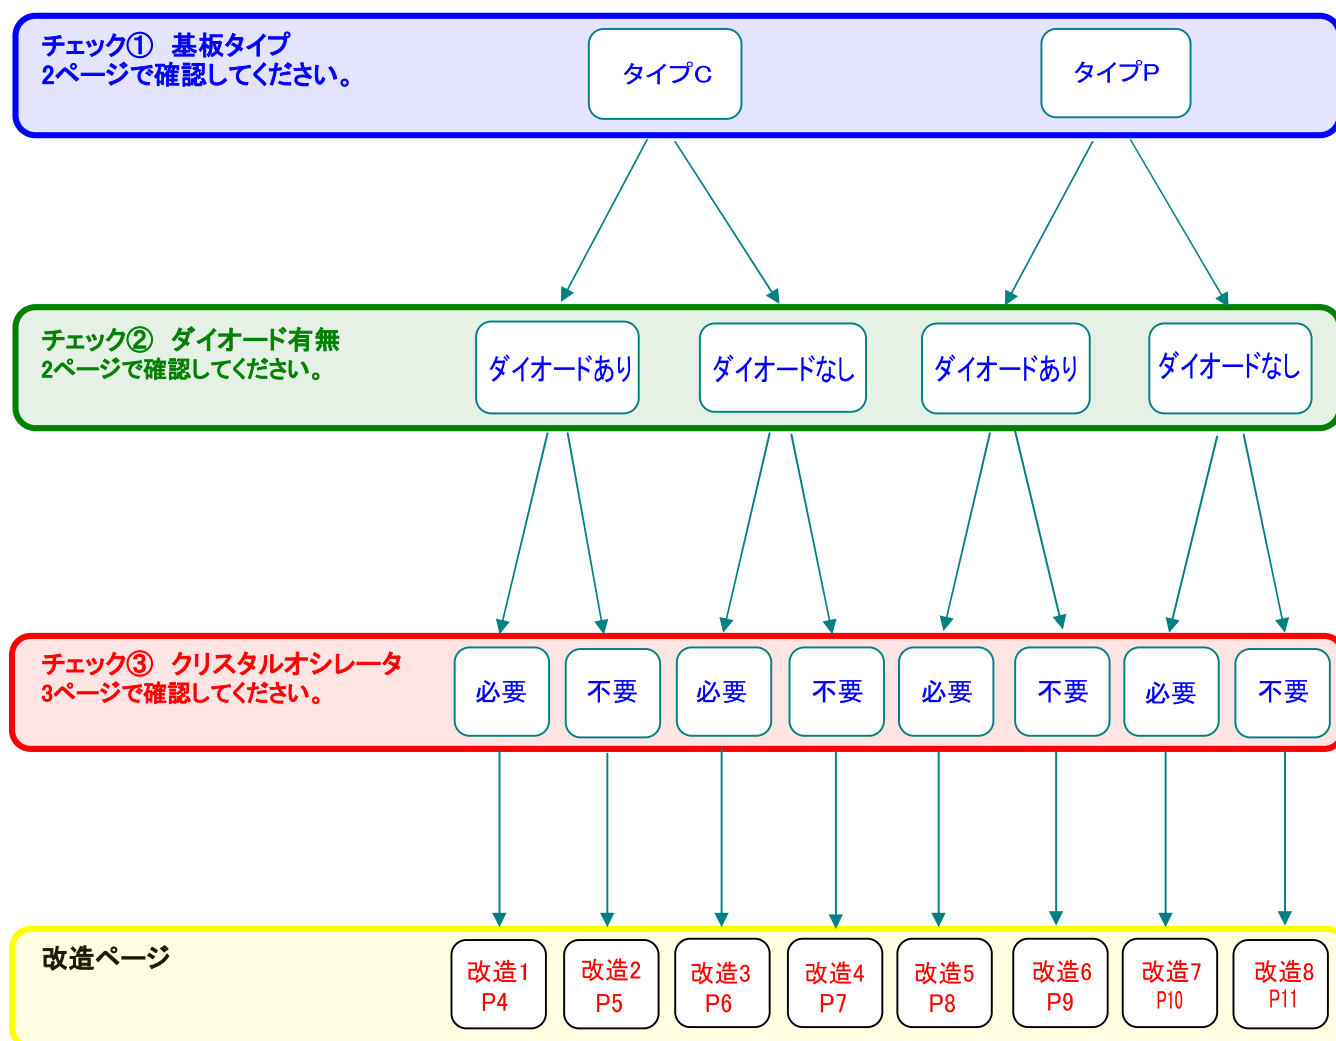 チェック① 基板タイプ
2ページで確認してください。
タイプC
タイプP
チェック② ダイオード有無
2ページで確認してください。
ダイオードあり
ダイオードなし
ダイオードあり
ダイオードなし
チェック③ クリスタルオシレータ
3ページで確認してください。
必要
不要
必要
不要
必要
不要
必要
不要
改造ページ
改造1
P4
改造2
P5
改造3
P6
改造4
P7
改造5
P8
改造6
P9
改造7
P10
改造8
P11